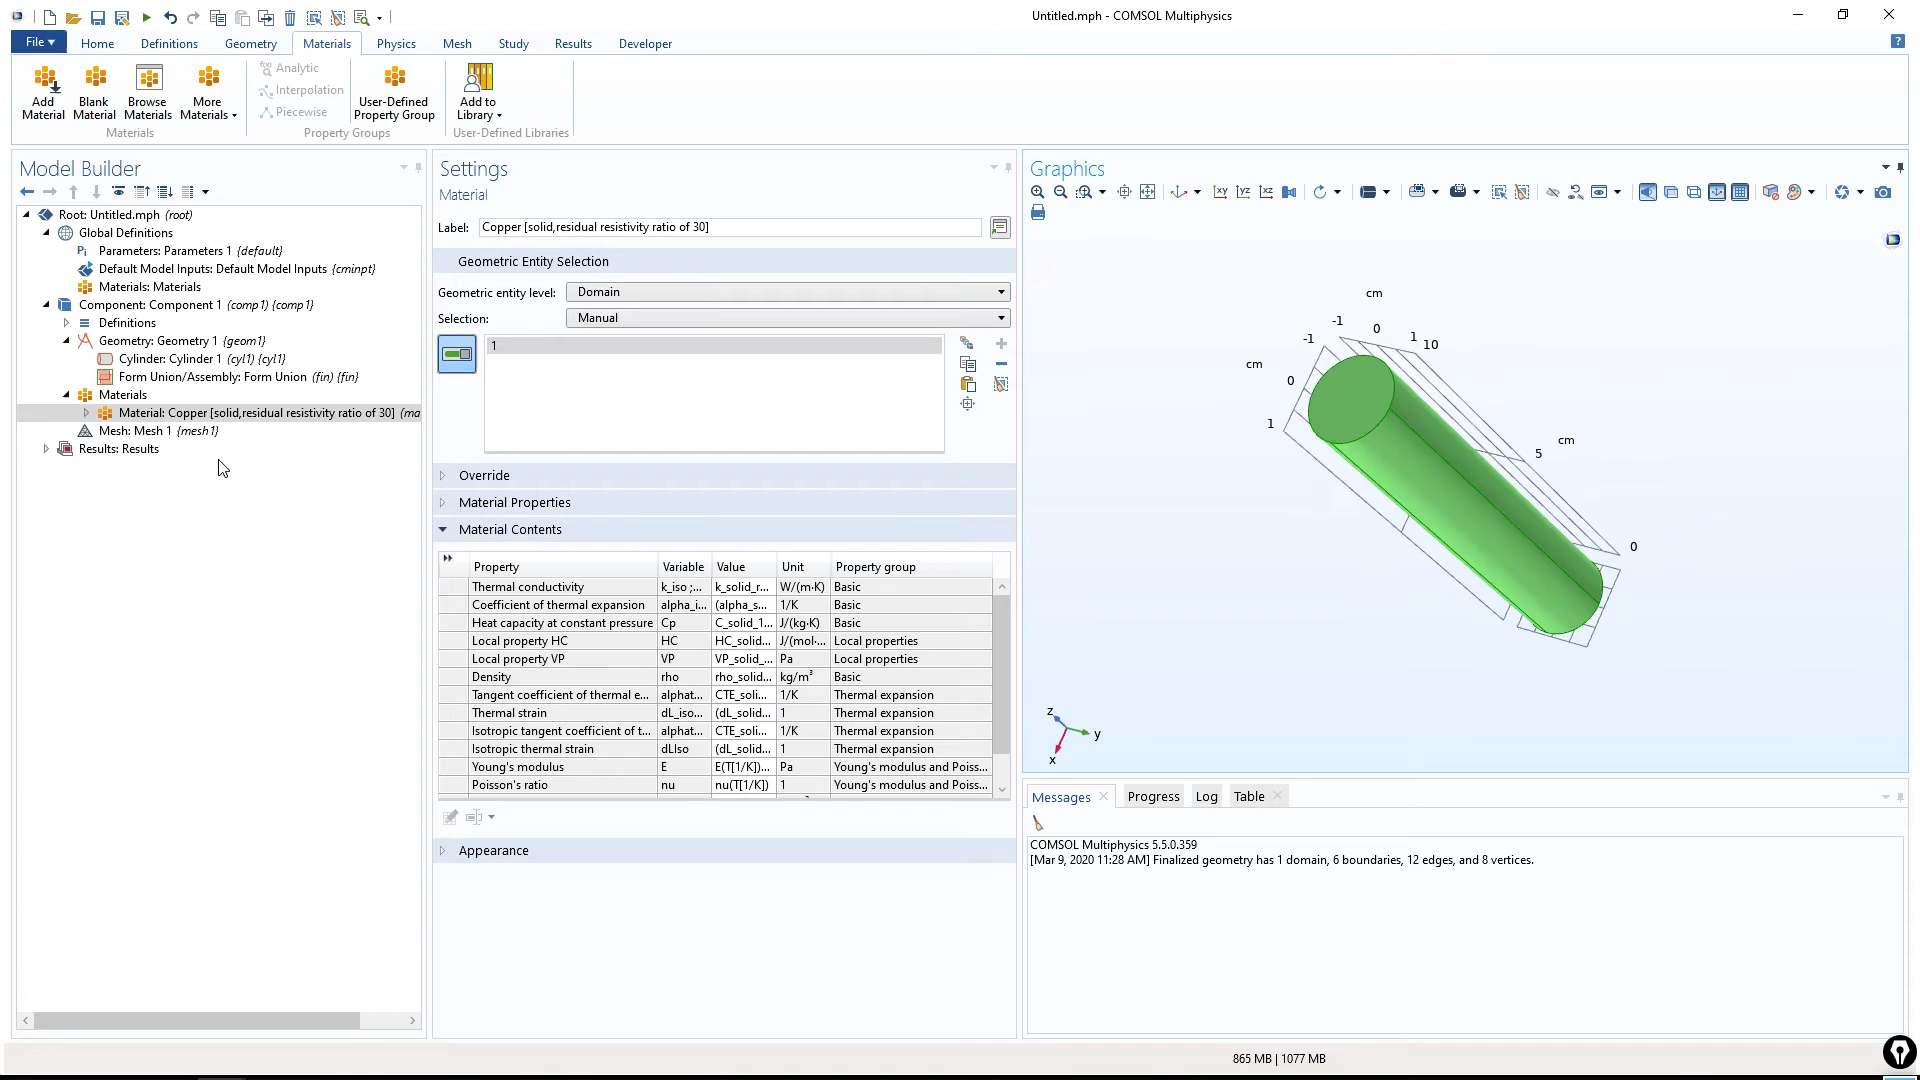 Untitled.mph - COMSOL Multiphysics
File
Home
Definitions
Geometry
Materials
Physics
Mesh
Study
Results
Developer
Add
Material
Blank
Material
Browse
Materials
More
Materials
Materials
Analytic
Interpolation
Piecewise
User-Defined
Property Group
Property Groups
Add to
Library
User-Defined Libraries
Model Builder
Root: Untitled.mph (root)
Global Definitions
Pi Parameters: Parameters 1 {default}
Default Model Inputs: Default Model Inputs {cminpt}
Materials: Materials
Component: Component 1 (comp1) {comp1}
Definitions
Geometry: Geometry 1 {geom1}
Cylinder: Cylinder 1 (cyl1) {cyl1}
Form Union/Assembly: Form Union (fin) {fin}
Materials
Material: Copper [solid,residual resistivity ratio of 30] (ma
Mesh: Mesh 1 {mesh1}
Results: Results
Settings
Material
Label: Copper [solid,residual resistivity ratio of 30]
Geometric Entity Selection
Geometric entity level: Domain
Selection: Manual
1
Override
Material Properties
Material Contents
Property Variable Value Unit Property group
Thermal conductivity k_iso ;... k_solid_r... W/(m·K) Basic
Coefficient of thermal expansion alpha_i... (alpha_s... 1/K Basic
Heat capacity at constant pressure Cp C_solid_1... J/(kg·K) Basic
Local property HC HC HC_solid... J/(mol·... Local properties
Local property VP VP VP_solid_... Pa Local properties
Density rho rho_solid... kg/m³ Basic
Tangent coefficient of thermal e... alphat... CTE_soli... 1/K Thermal expansion
Thermal strain dL_iso... (dL_solid... 1 Thermal expansion
Isotropic tangent coefficient of t... alphat... CTE_soli... 1/K Thermal expansion
Isotropic thermal strain dLIso (dL_solid... 1 Thermal expansion
Young's modulus E E(T[1/K])... Pa Young's modulus and Poiss...
Poisson's ratio nu nu(T[1/K]) 1 Young's modulus and Poiss...
Appearance
Graphics
xy yz xz
cm
-1
0
1
10
-1
cm
0
1
cm
5
0
z
y
x
Messages
Progress
Log
Table
COMSOL Multiphysics 5.5.0.359
[Mar 9, 2020 11:28 AM] Finalized geometry has 1 domain, 6 boundaries, 12 edges, and 8 vertices.
865 MB | 1077 MB